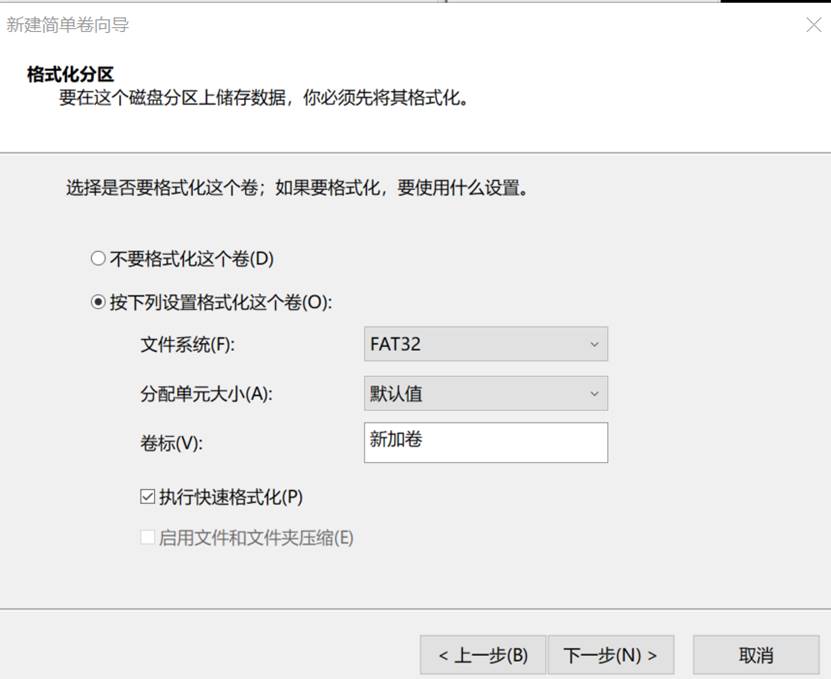 新建简单卷向导
格式化分区
要在这个磁盘分区上储存数据，你必须先将其格式化。
选择是否要格式化这个卷；如果要格式化，要使用什么设置。
不要格式化这个卷(D)
按下列设置格式化这个卷(O):
文件系统(F): FAT32
分配单元大小(A): 默认值
卷标(V): 新加卷
执行快速格式化(P)
启用文件和文件夹压缩(E)
< 上一步(B) 下一步(N) > 取消